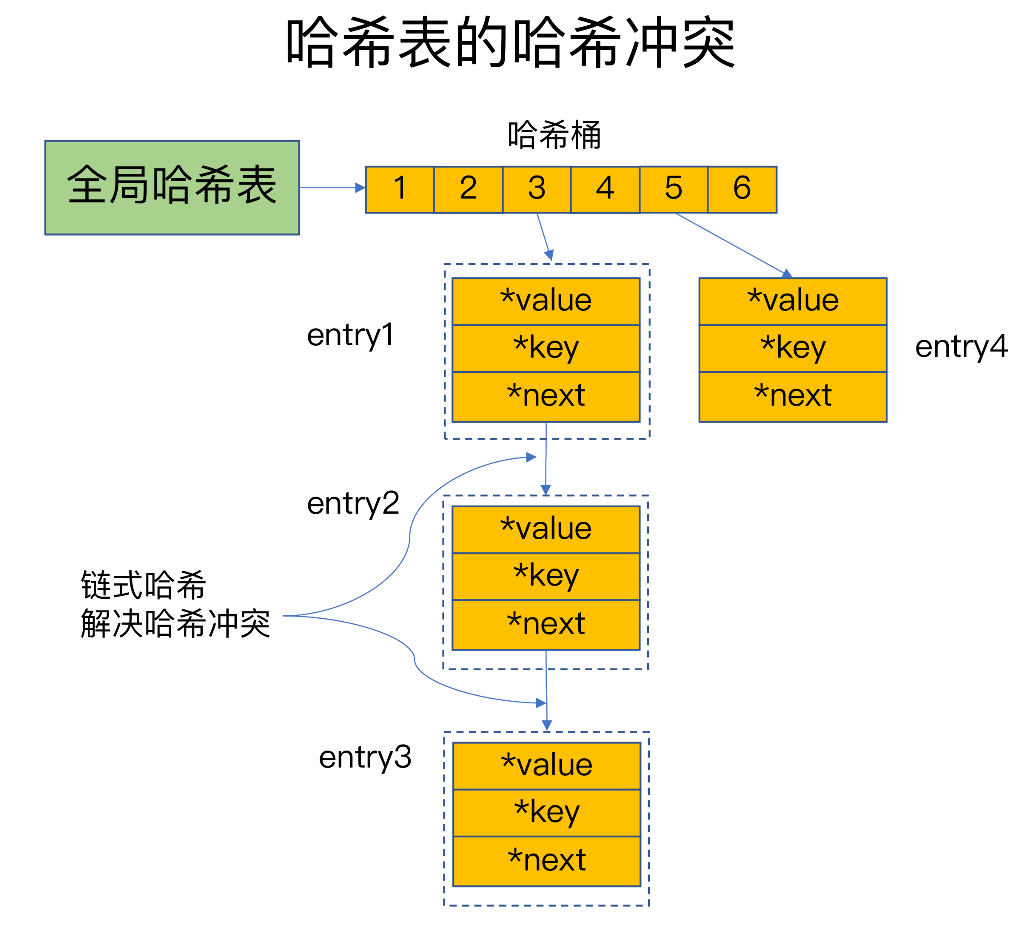 哈希表的哈希冲突
哈希桶
全局哈希表
1 2 3 4 5 6
entry1
*value
*key
*next
*value
*key
*next
entry4
entry2
*value
*key
*next
链式哈希
解决哈希冲突
entry3
*value
*key
*next